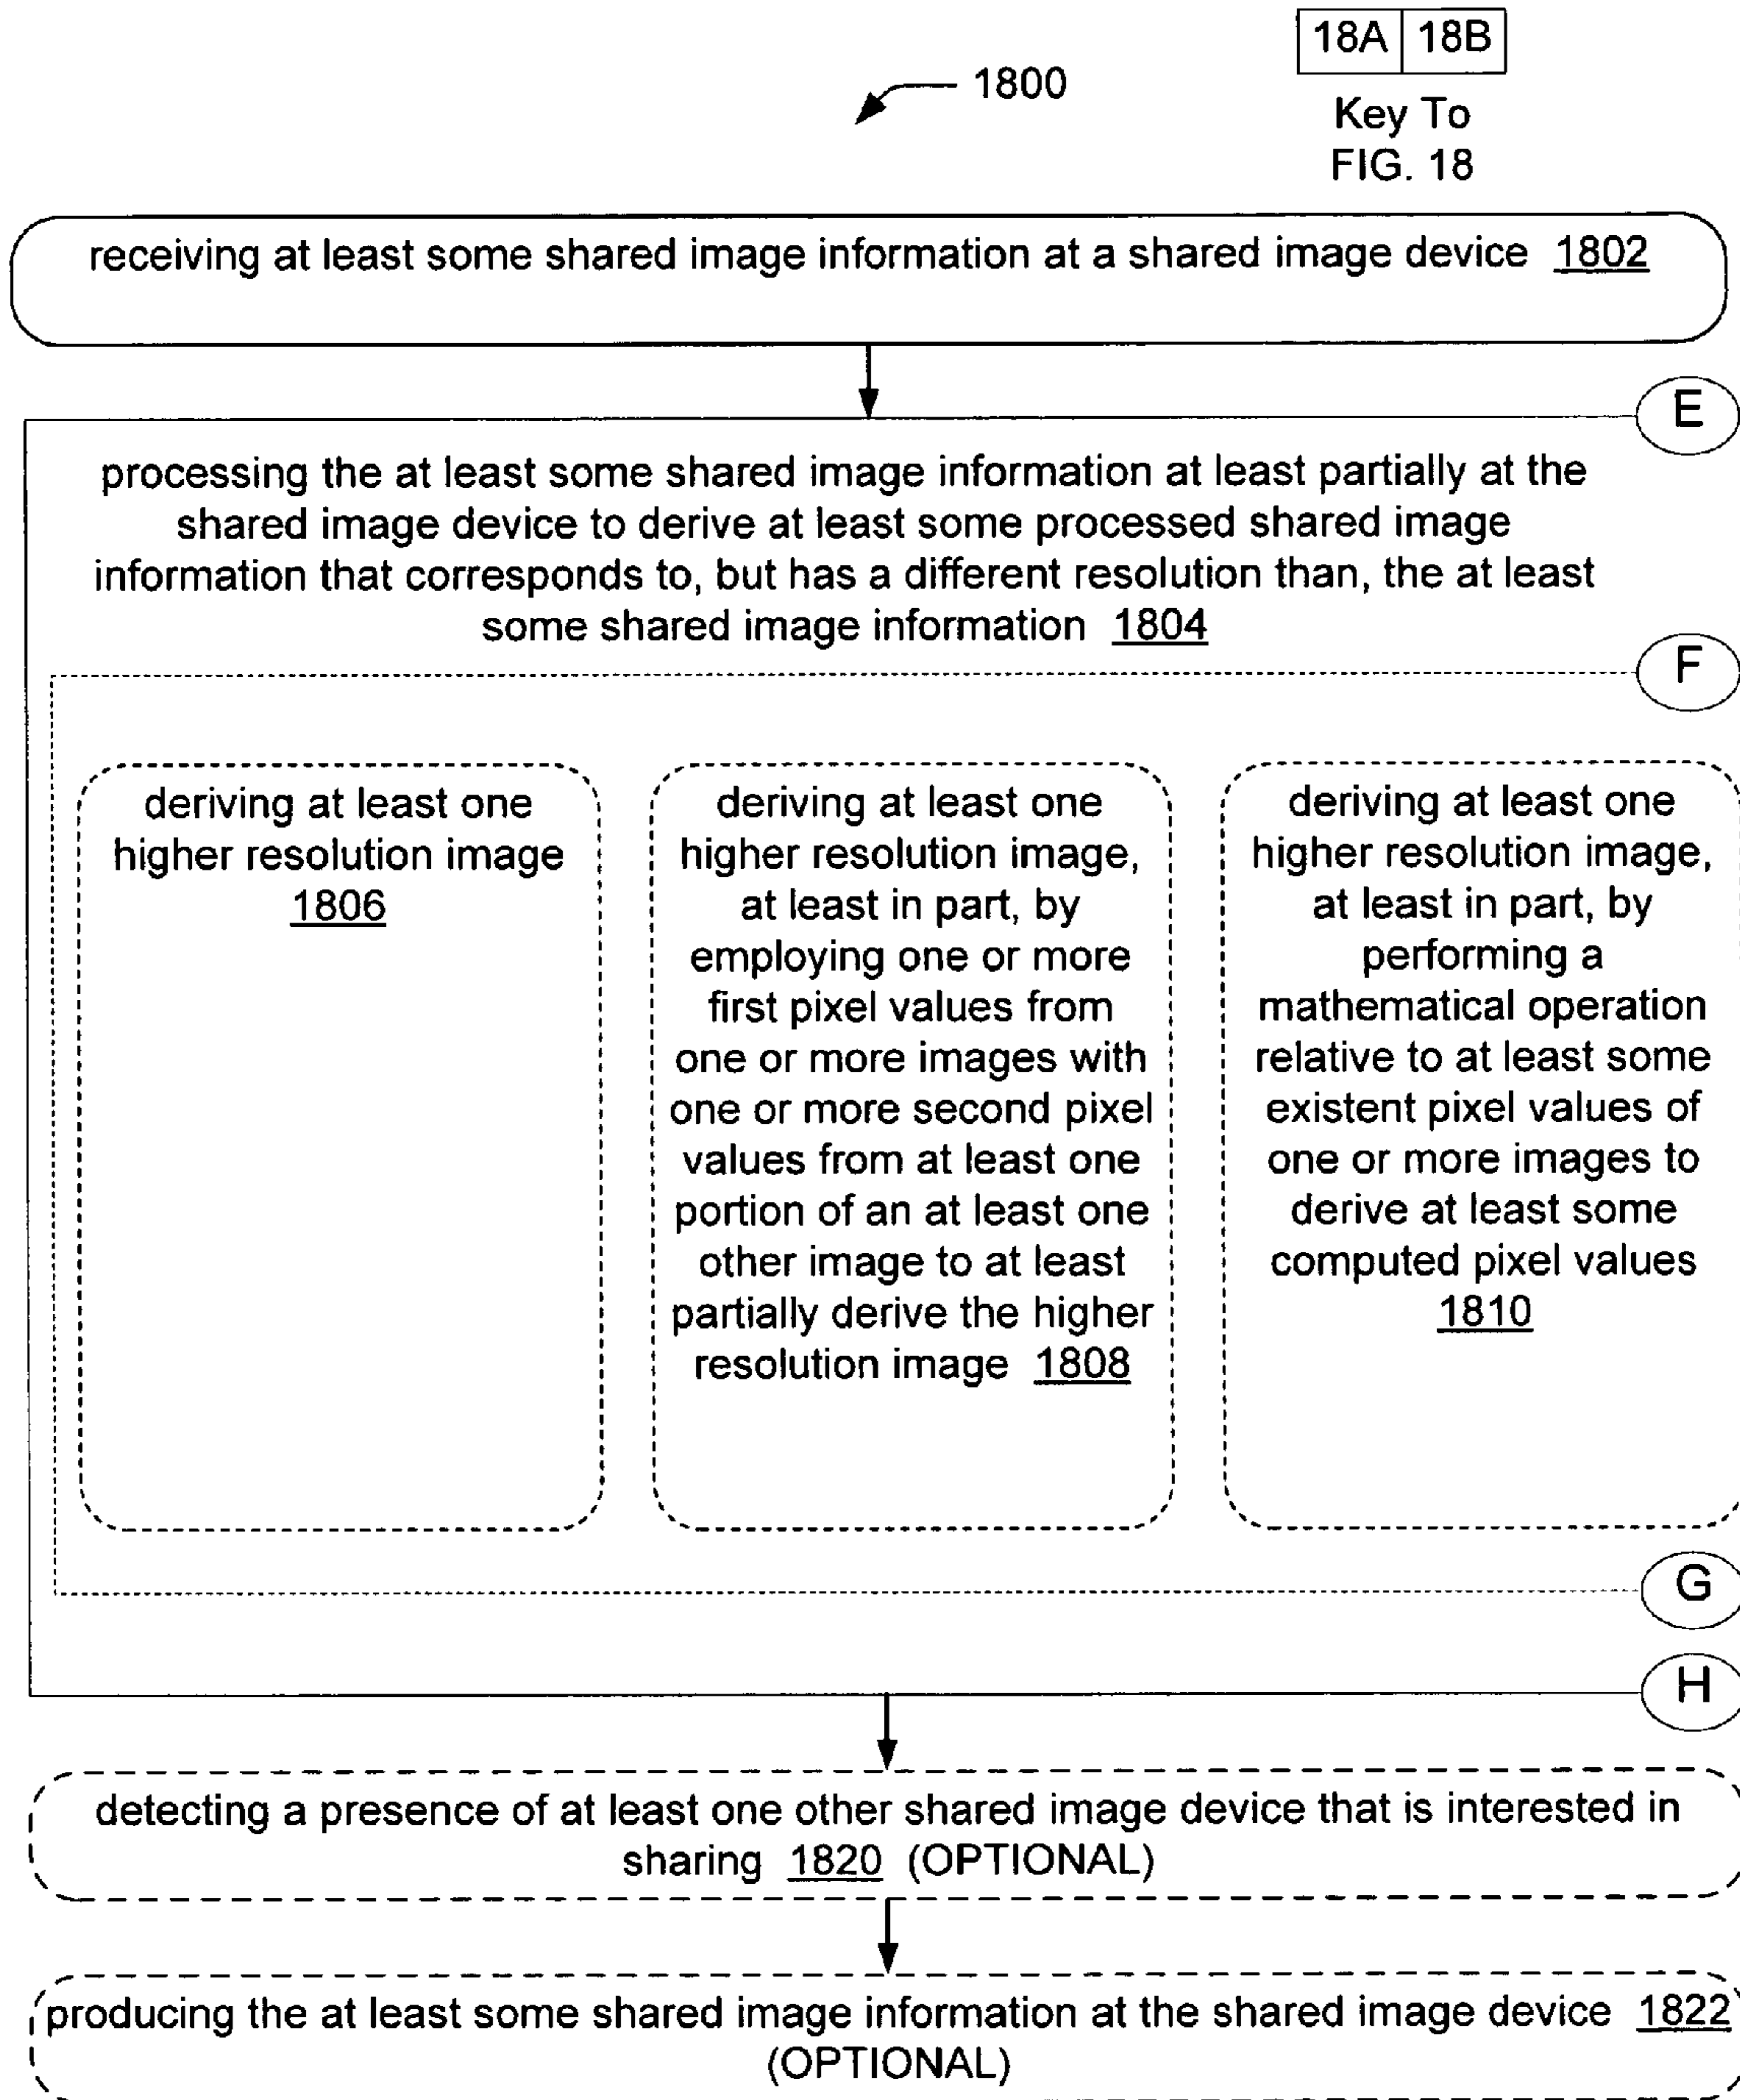 18A 18B
1800
Key To
FIG. 18
receiving at least some shared image information at a shared image device 1802
E
processing the at least some shared image information at least partially at the
shared image device to derive at least some processed shared image
information that corresponds to, but has a different resolution than, the at least
some shared image information 1804
F
deriving at least one
higher resolution image
1806
deriving at least one
higher resolution image,
at least in part, by
employing one or more
first pixel values from
one or more images with
one or more second pixel
values from at least one
portion of an at least one
other image to at least
partially derive the higher
resolution image 1808
deriving at least one
higher resolution image,
at least in part, by
performing a
mathematical operation
relative to at least some
existent pixel values of
one or more images to
derive at least some
computed pixel values
1810
G
H
detecting a presence of at least one other shared image device that is interested in
sharing 1820 (OPTIONAL)
producing the at least some shared image information at the shared image device 1822
(OPTIONAL)